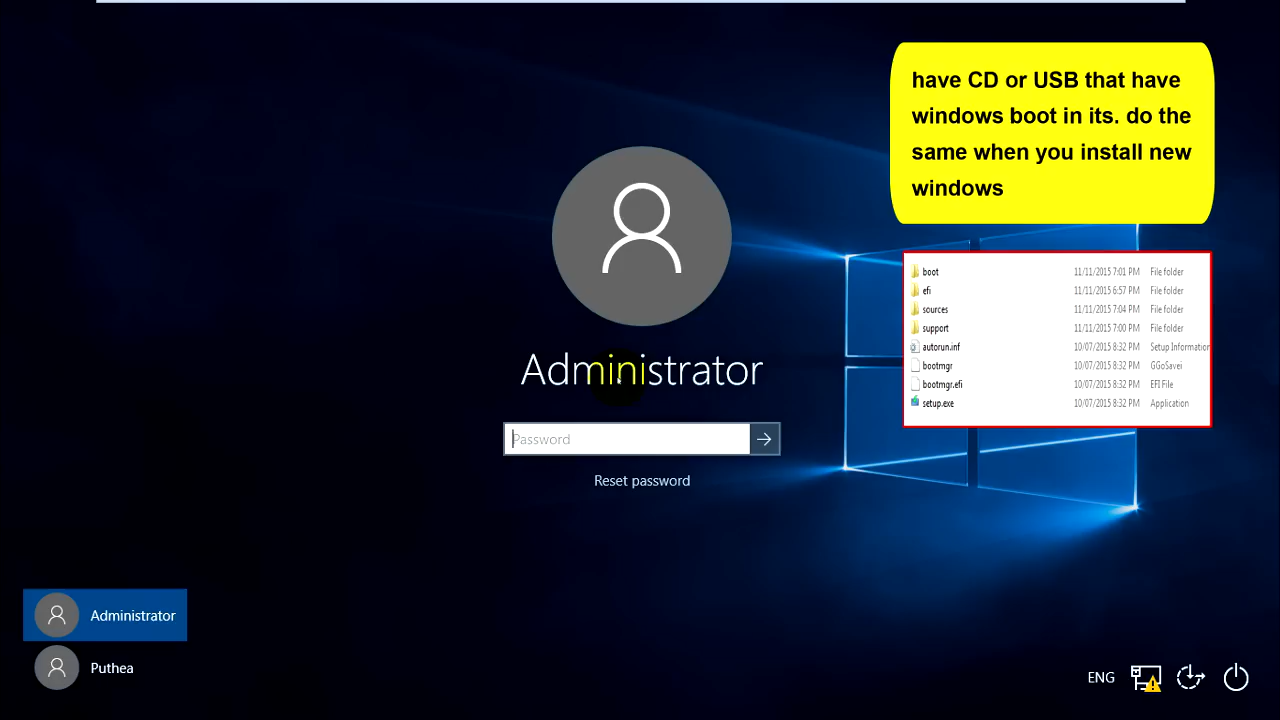 have CD or USB that have
windows boot in its. do the
same when you install new
windows
boot 11/11/2015 7:01 PM File folder
efi 11/11/2015 6:57 PM File folder
sources 11/11/2015 7:04 PM File folder
support 11/11/2015 7:00 PM File folder
autorun.inf 10/07/2015 8:32 PM Setup Information
bootmgr 10/07/2015 8:32 PM GGoSavei
bootmgr.efi 10/07/2015 8:32 PM EFI File
setup.exe 10/07/2015 8:32 PM Application
Administrator
Password
Reset password
Administrator
Puthea
ENG